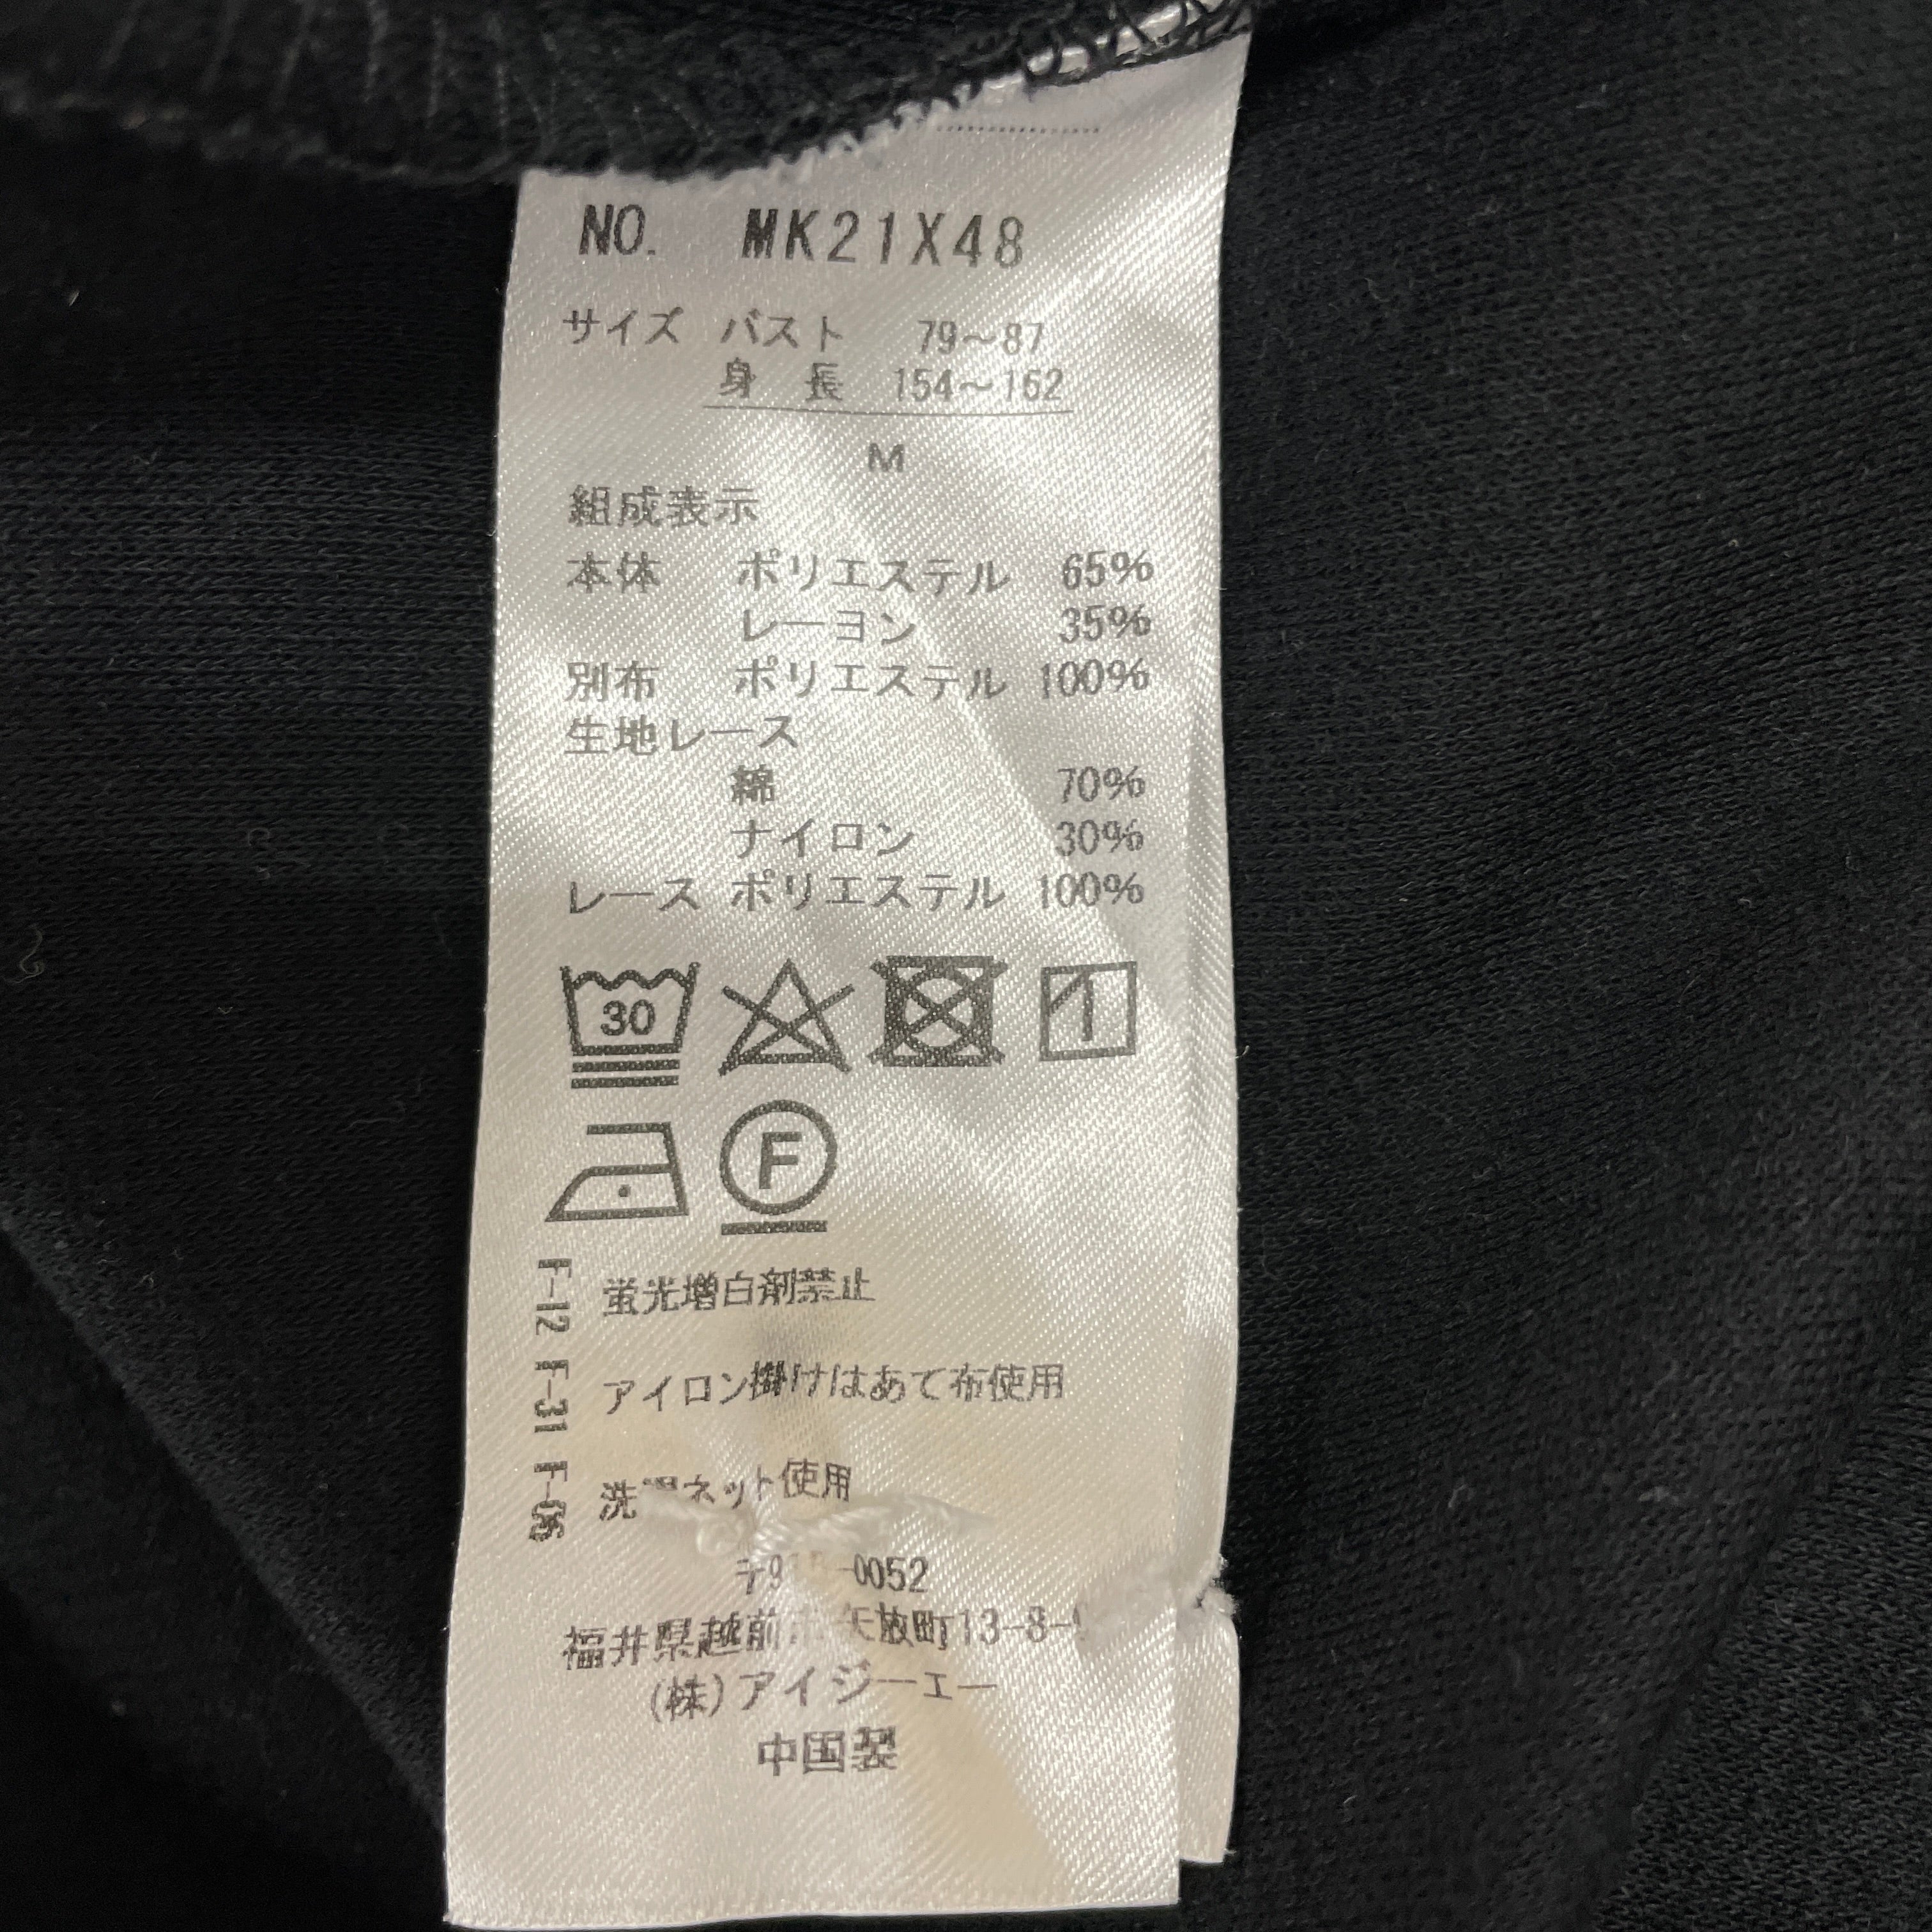 NO. MK21X48
サイズ バスト 79～87
身 長 154～162
M
組成表示
本体 ポリエステル 65%
レーヨン 35%
別布 ポリエステル 100%
生地レース
綿 70%
ナイロン 30%
レース ポリエステル 100%
30
1
F
F-12 F-31 F-06
蛍光増白剤禁止
アイロン掛けはあて布使用
ネット使用
-0052
福井県越前 矢放町13-8-
(株)アイジーエー
中国製